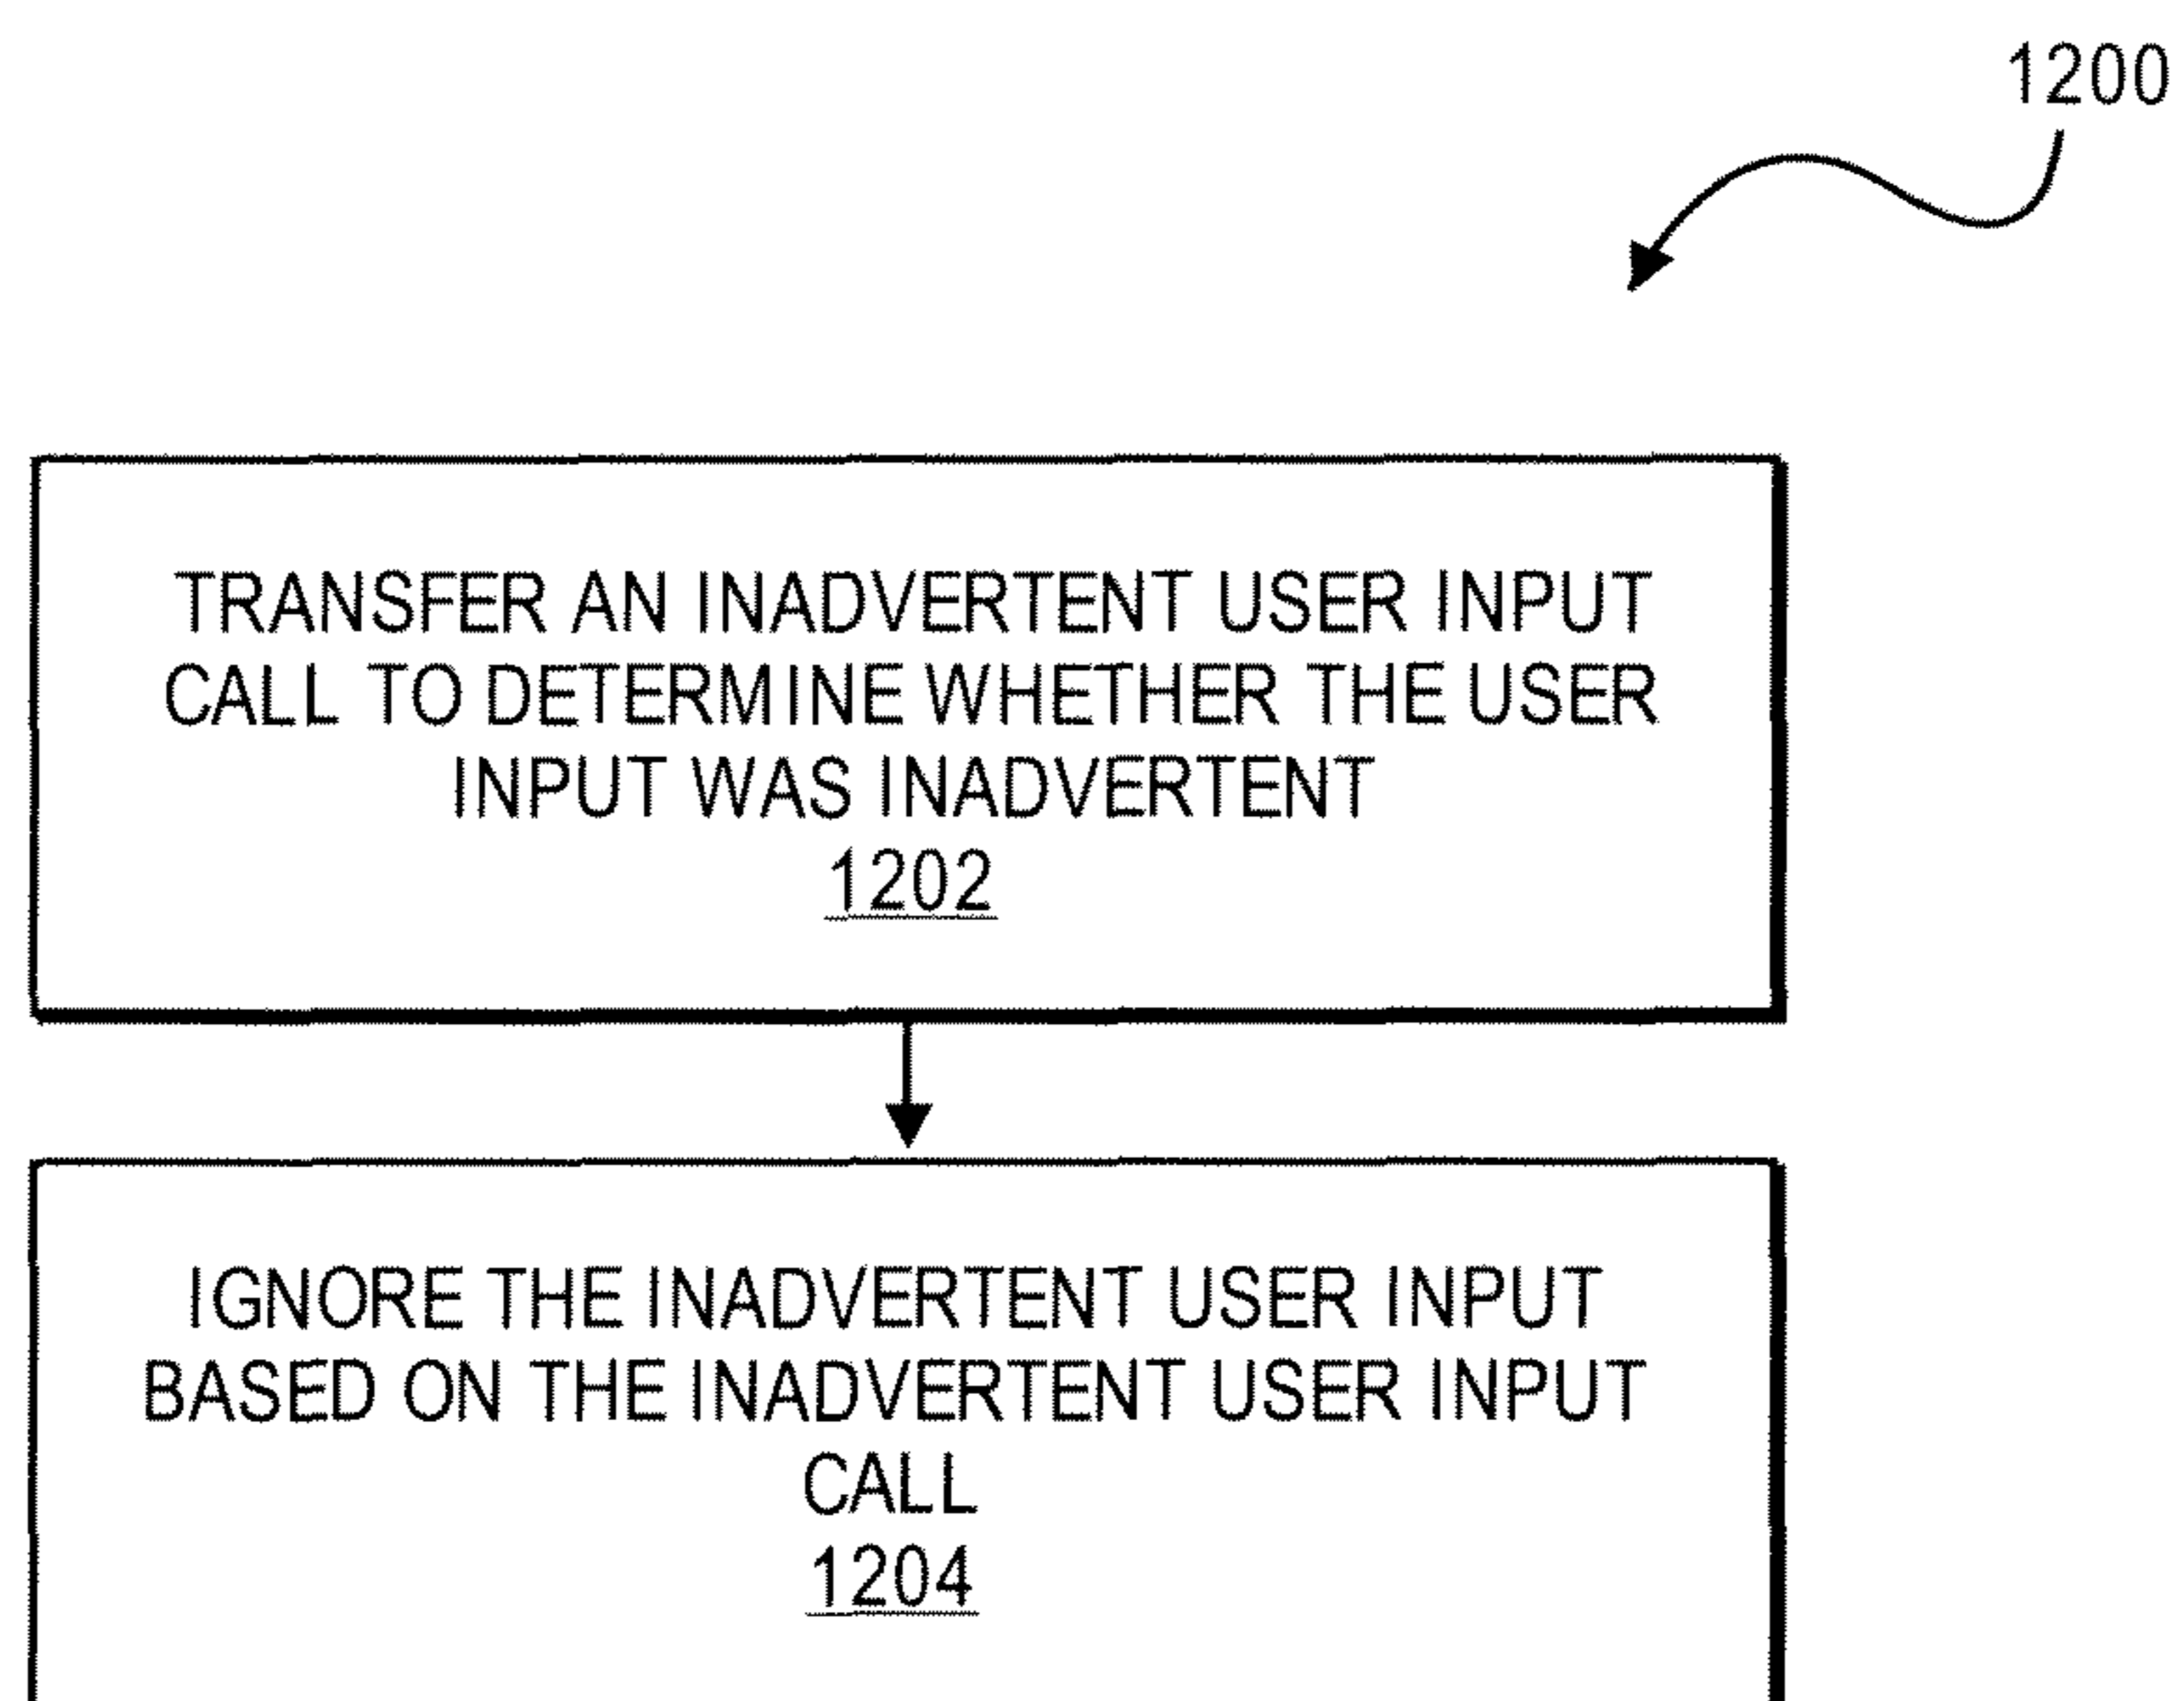 1200
TRANSFER AN INADVERTENT USER INPUT
CALL TO DETERMINE WHETHER THE USER
INPUT WAS INADVERTENT
1202
IGNORE THE INADVERTENT USER INPUT
BASED ON THE INADVERTENT USER INPUT
CALL
1204